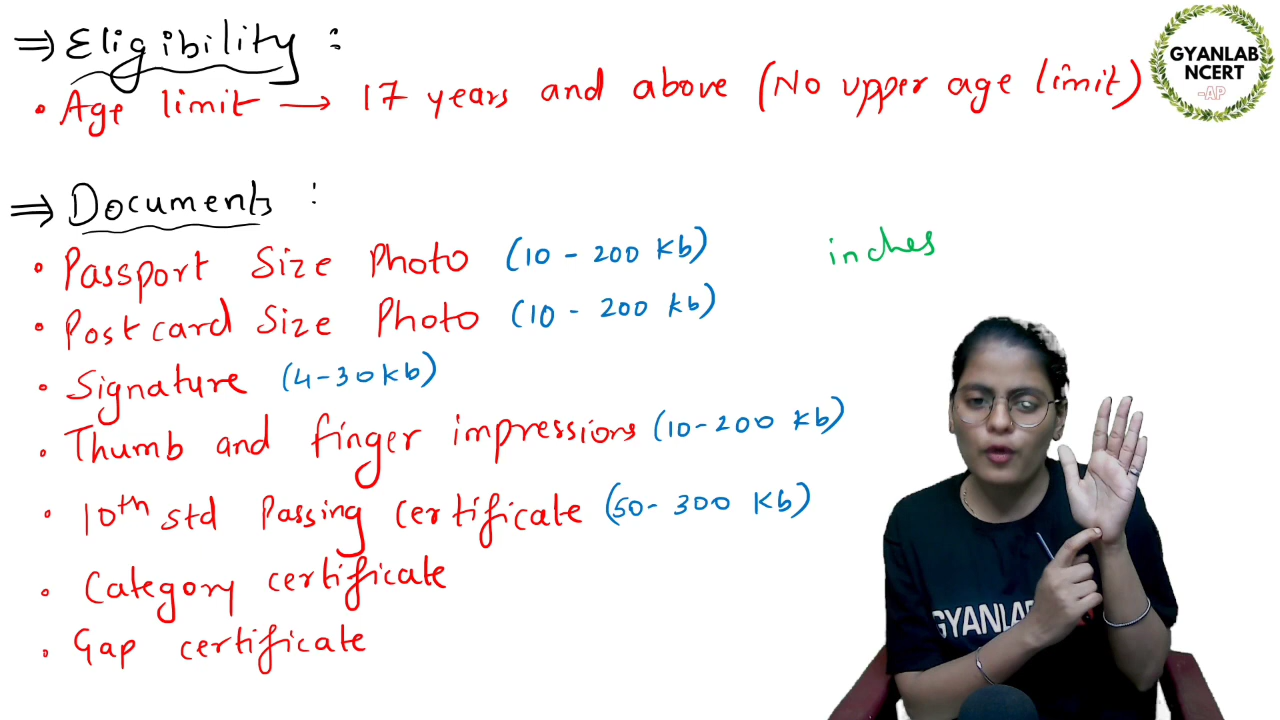 ⇒ Eligibility :
• Age limit → 17 years and above (No upper age limit)
GYANLAB
NCERT
-AP
⇒ Documents :
• Passport Size Photo (10 - 200 Kb)
inches
• Postcard Size Photo (10 - 200 kb)
• Signature (4-30kb)
• Thumb and finger impressions (10-200 Kb)
• 10th std Passing certificate (50- 300 Kb)
• Category certificate
• Gap certificate
GYANLA